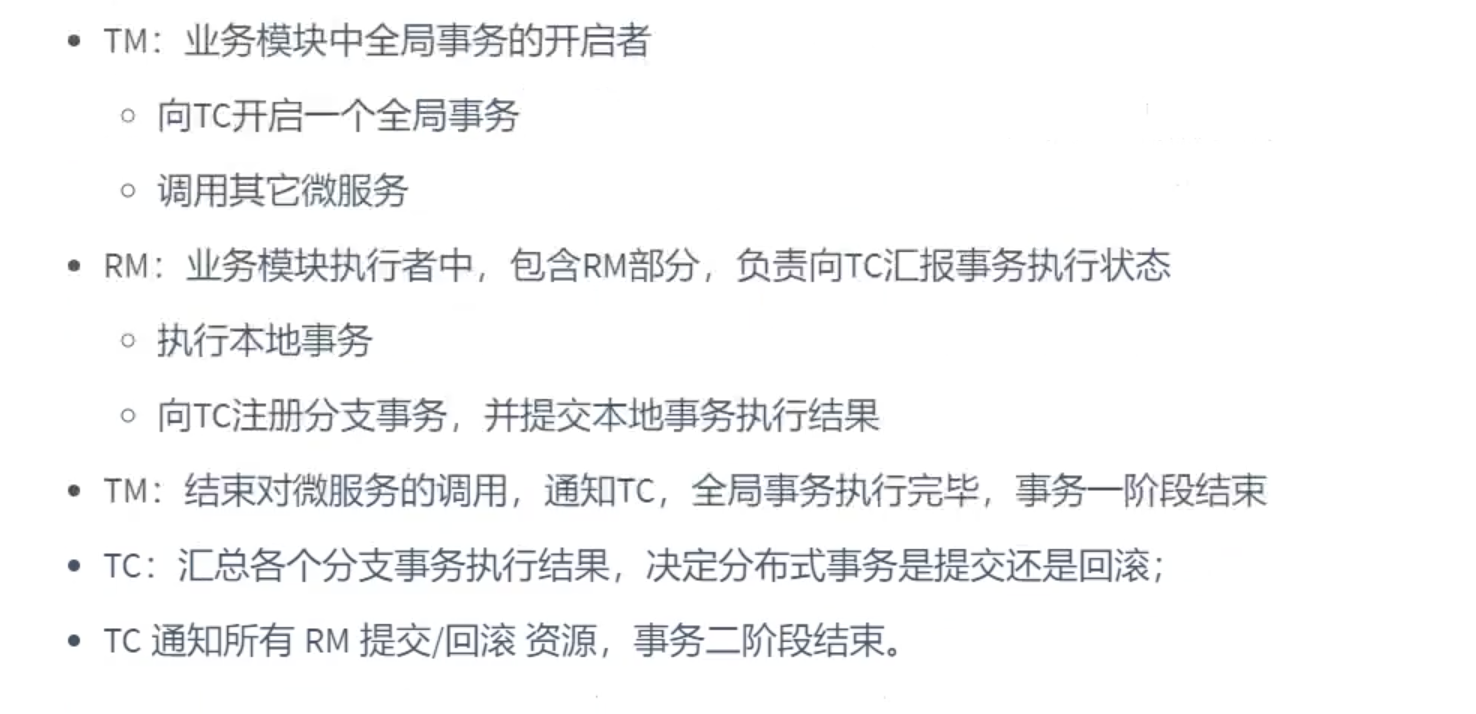 TM：业务模块中全局事务的开启者
向TC开启一个全局事务
调用其它微服务
RM：业务模块执行者中，包含RM部分，负责向TC汇报事务执行状态
执行本地事务
向TC注册分支事务，并提交本地事务执行结果
TM：结束对微服务的调用，通知TC，全局事务执行完毕，事务一阶段结束
TC：汇总各个分支事务执行结果，决定分布式事务是提交还是回滚；
TC 通知所有 RM 提交/回滚 资源，事务二阶段结束。